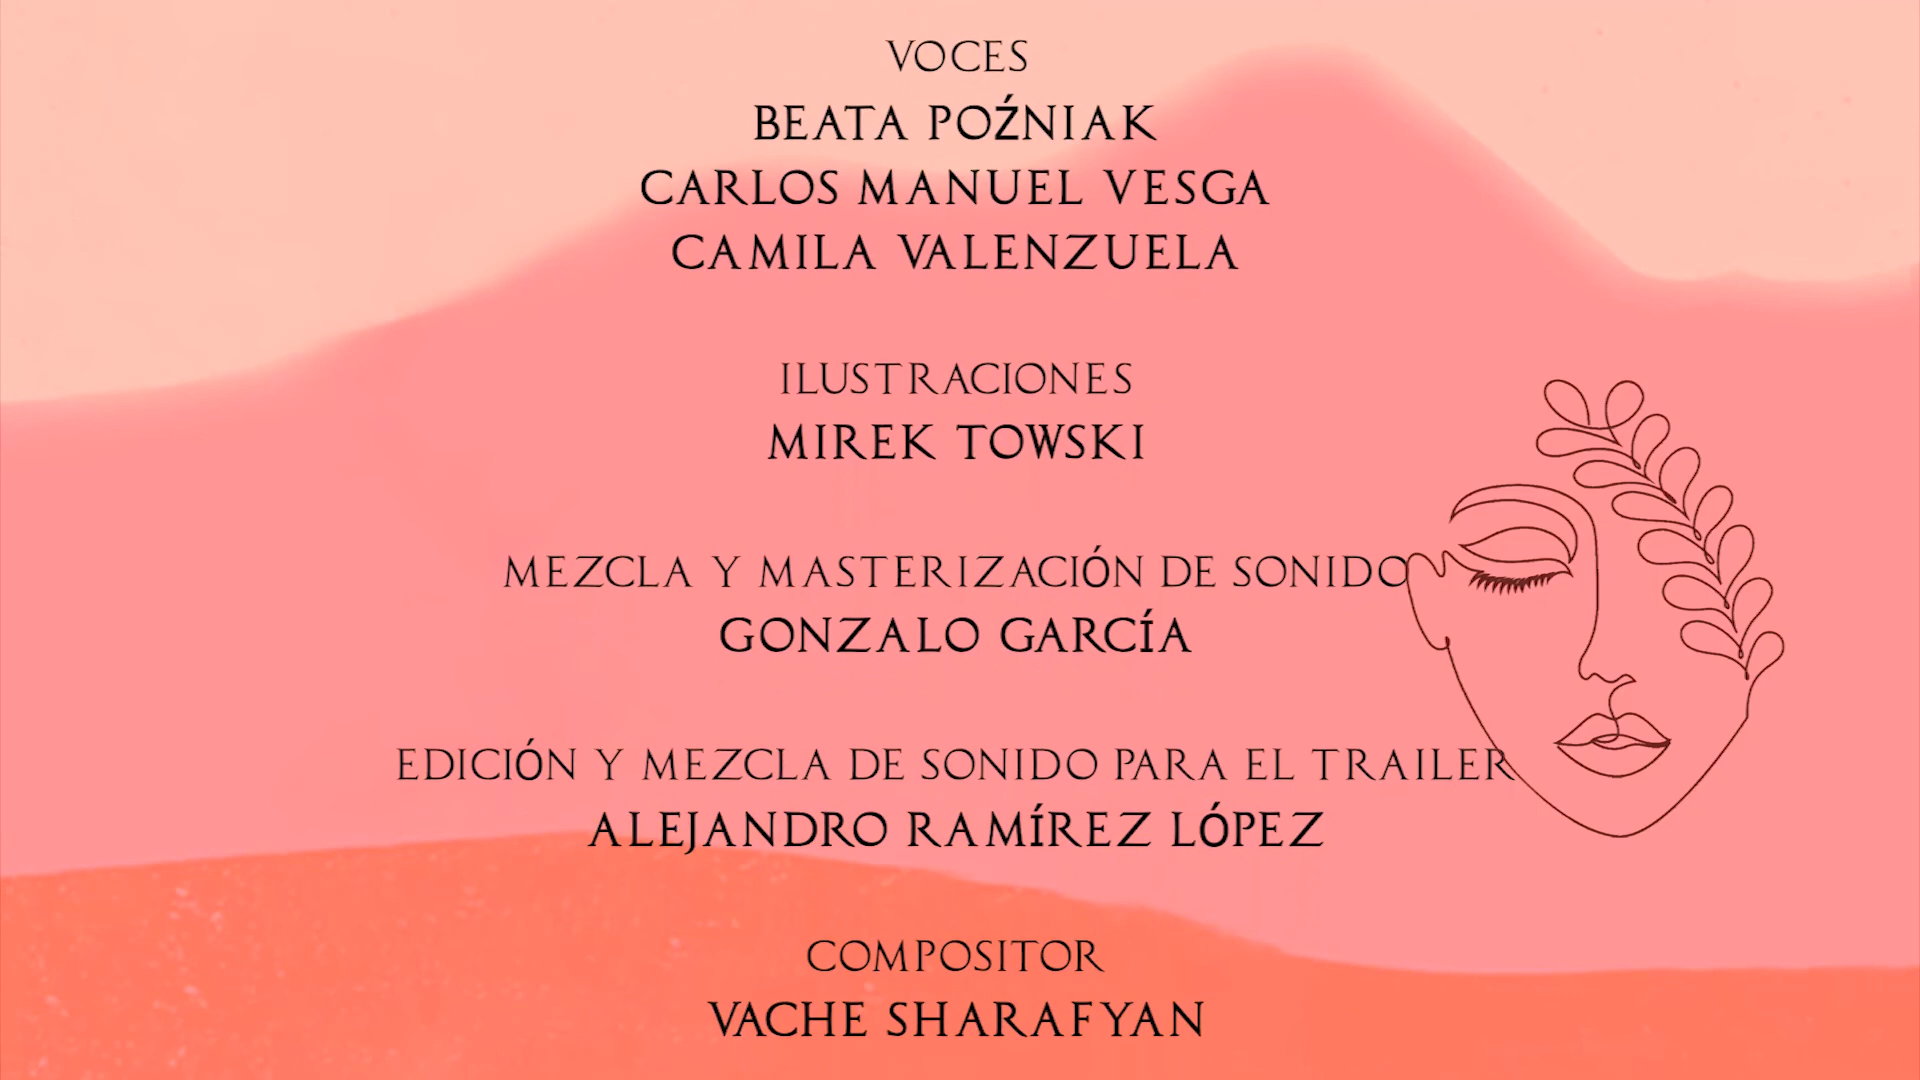 VOCES
BEATA POŹNIAK
CARLOS MANUEL VESGA
CAMILA VALENZUELA
ILUSTRACIONES
MIREK TOWSKI
MEZCLA Y MASTERIZACIÓN DE SONIDO
GONZALO GARCÍA
EDICIÓN Y MEZCLA DE SONIDO PARA EL TRAILER
ALEJANDRO RAMÍREZ LÓPEZ
COMPOSITOR
VACHE SHARAFYAN